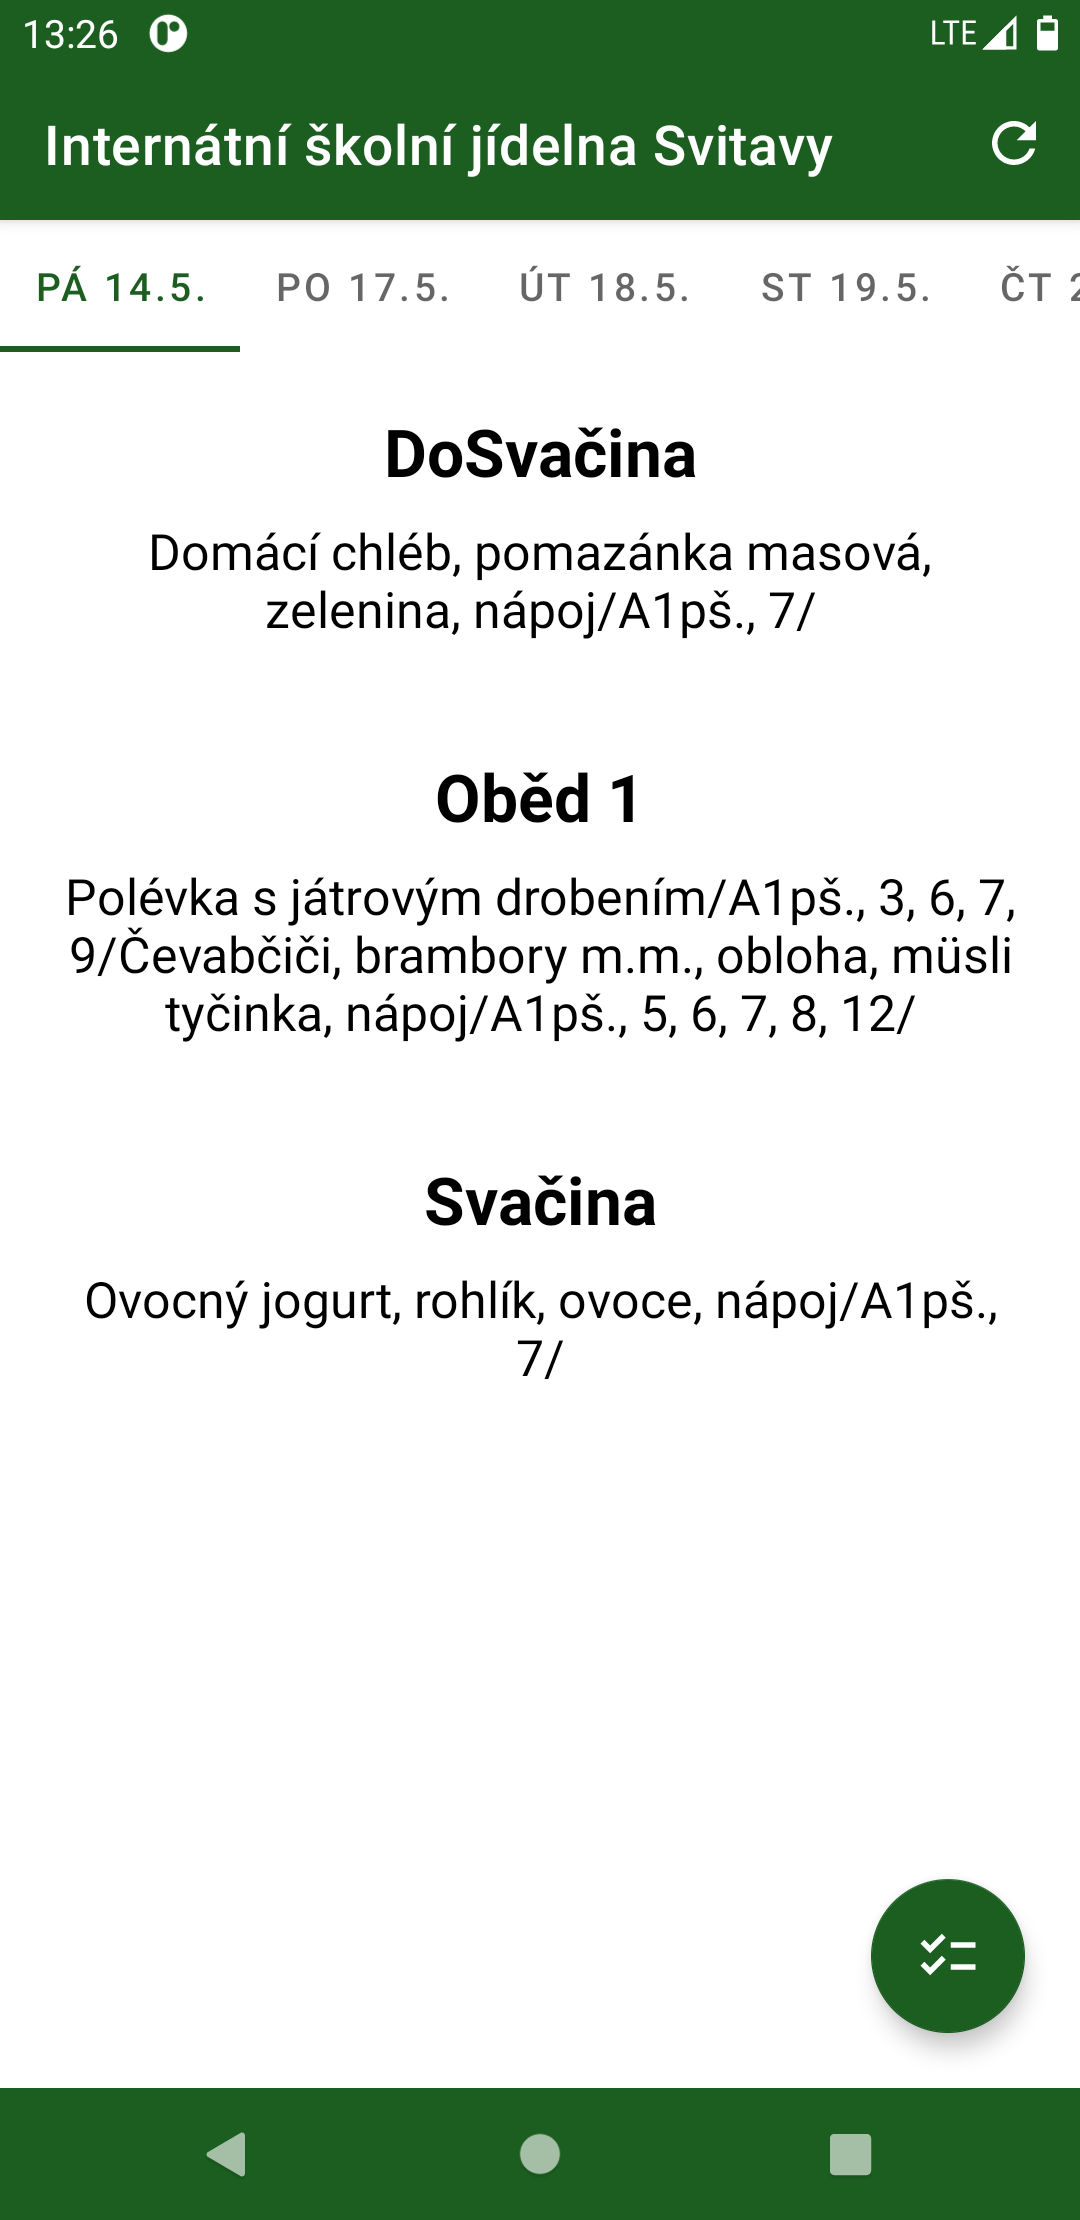 13:26
LTE
Internátní školní jídelna Svitavy
PÁ 14.5. PO 17.5. ÚT 18.5. ST 19.5. ČT
DoSvačina
Domácí chléb, pomazánka masová,
zelenina, nápoj/A1pš., 7/
Oběd 1
Polévka s játrovým drobením/A1pš., 3, 6, 7,
9/Čevabčiči, brambory m.m., obloha, müsli
tyčinka, nápoj/A1pš., 5, 6, 7, 8, 12/
Svačina
Ovocný jogurt, rohlík, ovoce, nápoj/A1pš.,
7/